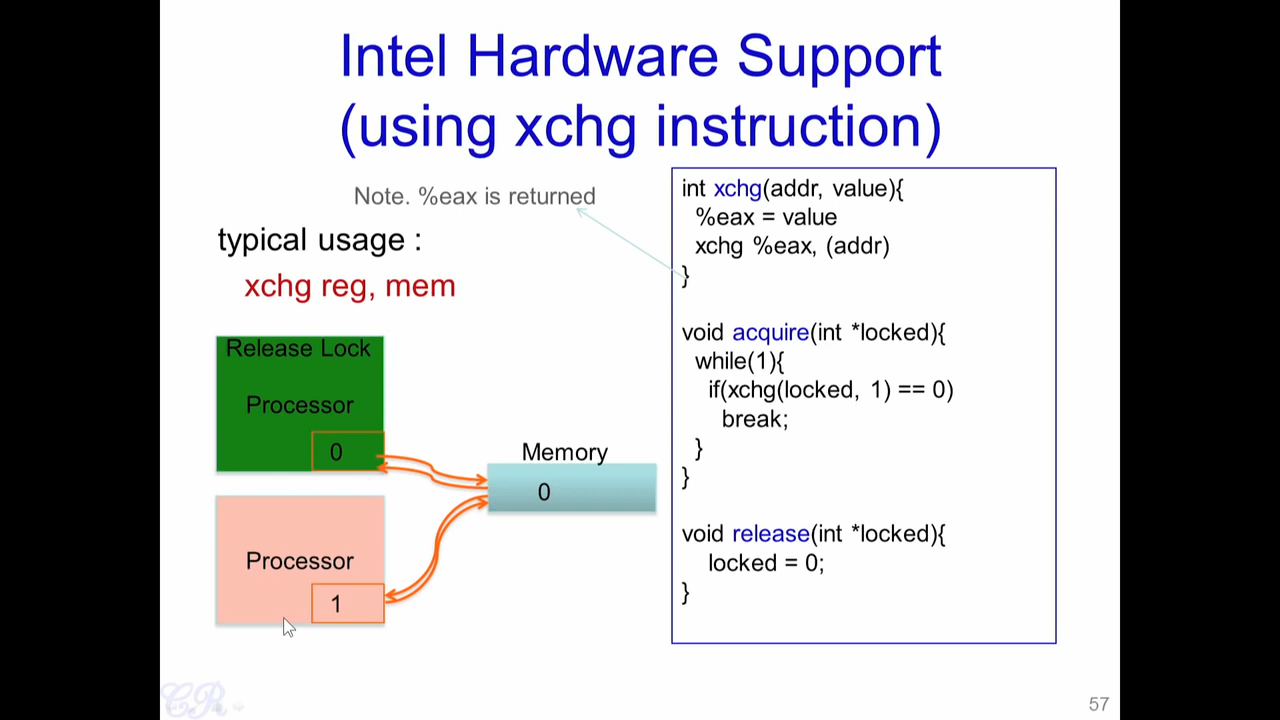 Intel Hardware Support
(using xchg instruction)
Note. %eax is returned
typical usage :
xchg reg, mem
Release Lock
Processor
0
Memory
0
Processor
1
int xchg(addr, value){
%eax = value
xchg %eax, (addr)
}
void acquire(int *locked){
while(1){
if(xchg(locked, 1) == 0)
break;
}
}
void release(int *locked){
locked = 0;
}
CR
57